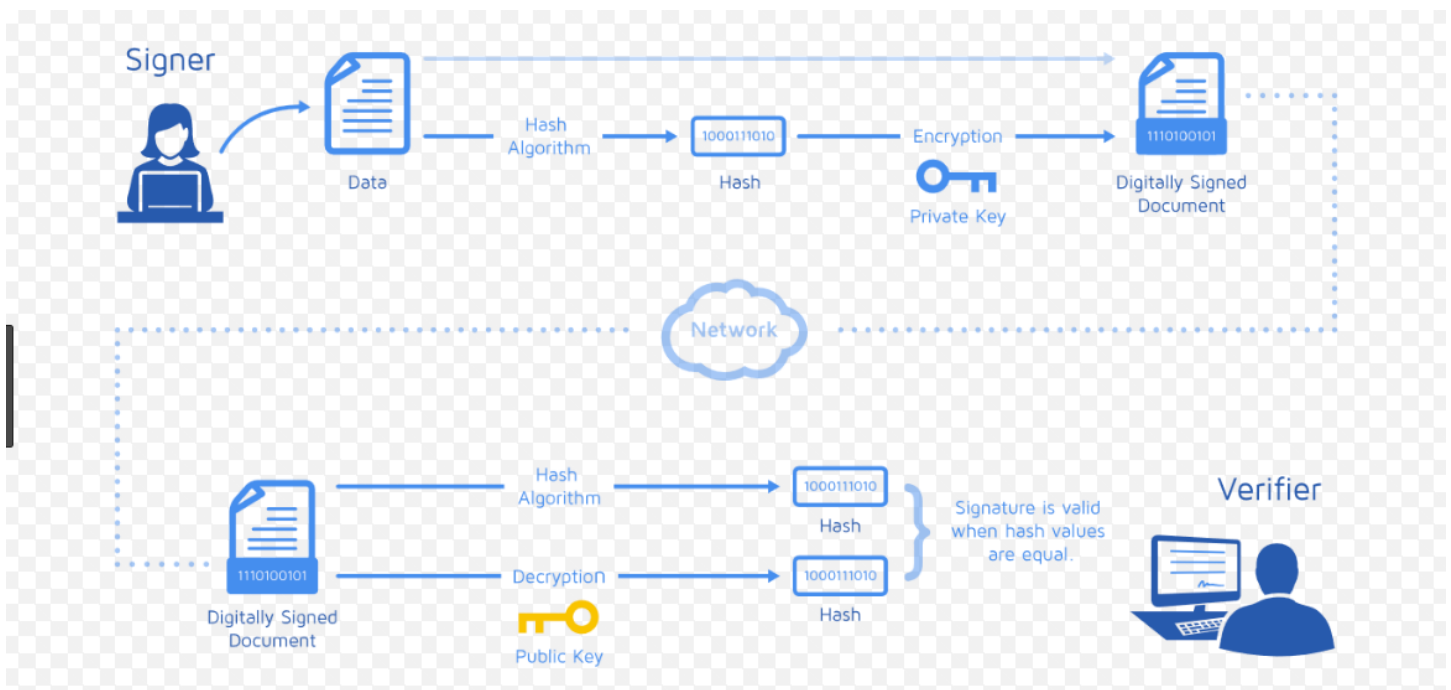 Signer
Data
Hash
Algorithm
1000111010
Hash
Encryption
Private Key
1110100101
Digitally Signed
Document
Network
1110100101
Digitally Signed
Document
Hash
Algorithm
1000111010
Hash
Decryption
Public Key
1000111010
Hash
Signature is valid
when hash values
are equal.
Verifier